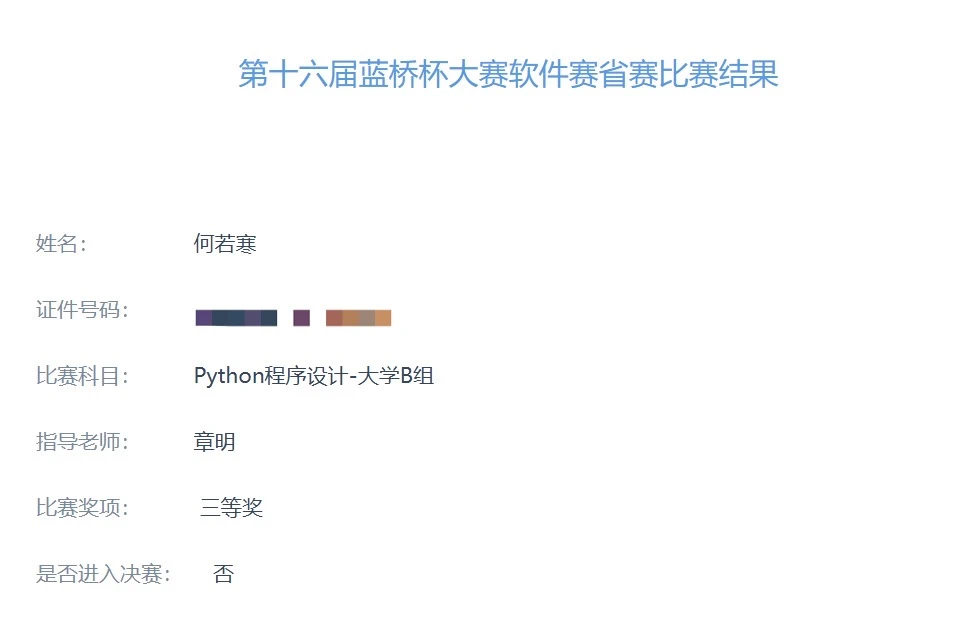 第十六届蓝桥杯大赛软件赛省赛比赛结果
姓名： 何若寒
证件号码：
比赛科目： Python程序设计-大学B组
指导老师： 章明
比赛奖项： 三等奖
是否进入决赛： 否